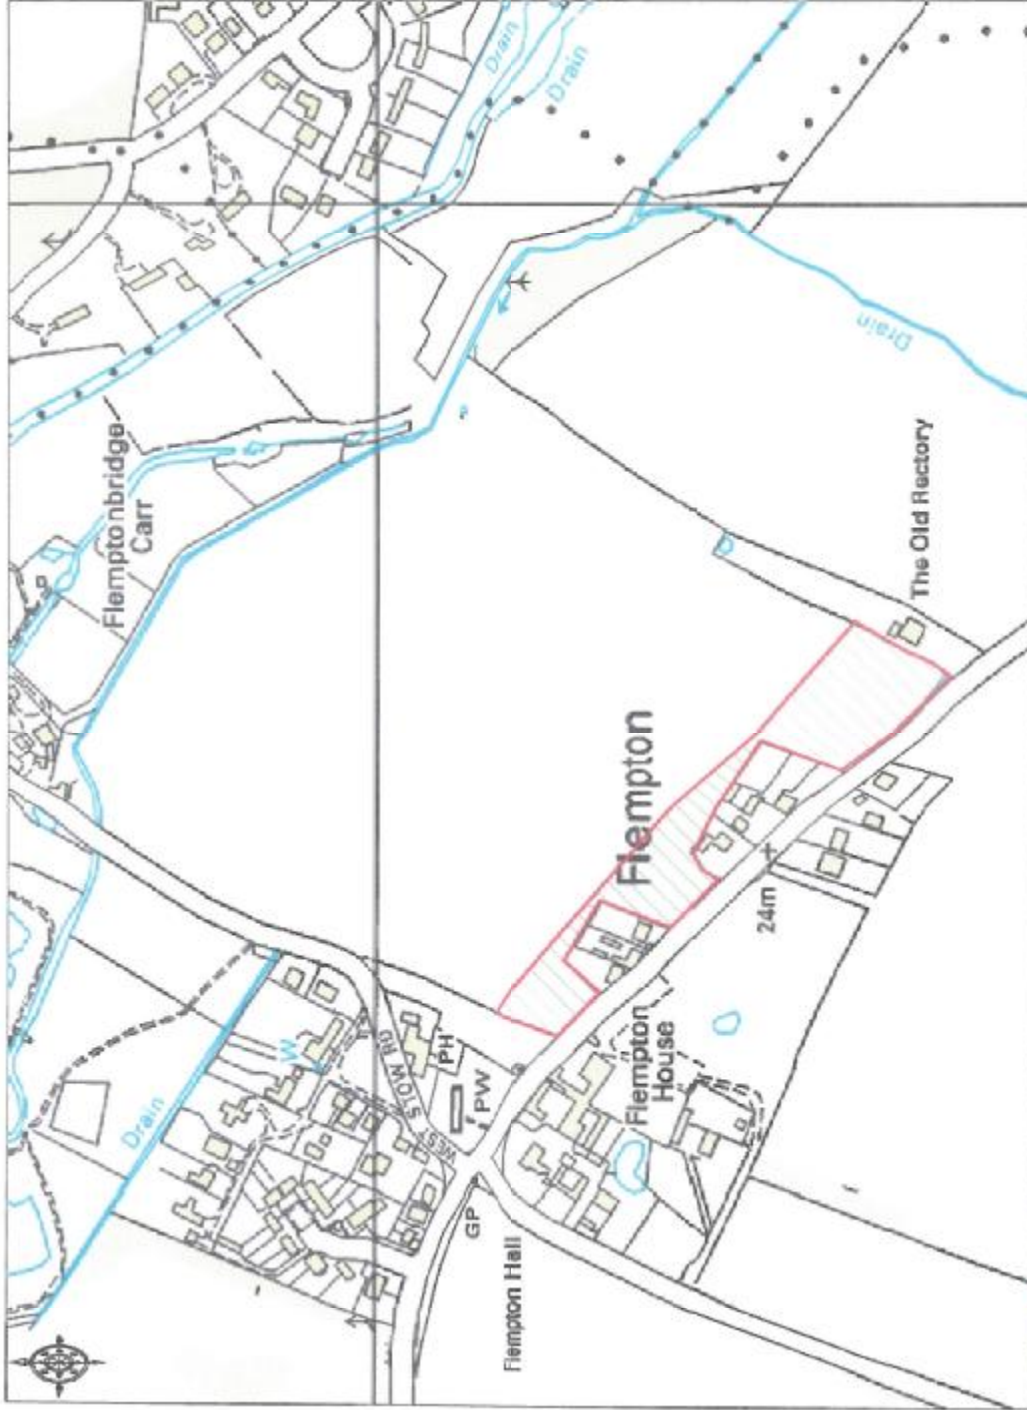 Drain
Drain
Flemptonbridge
Carr
Drain
The Old Rectory
Flempton
24m
Flempton
House
W
STOW RD
WEST
PH
PW
Drain
GP
Flempton Hall